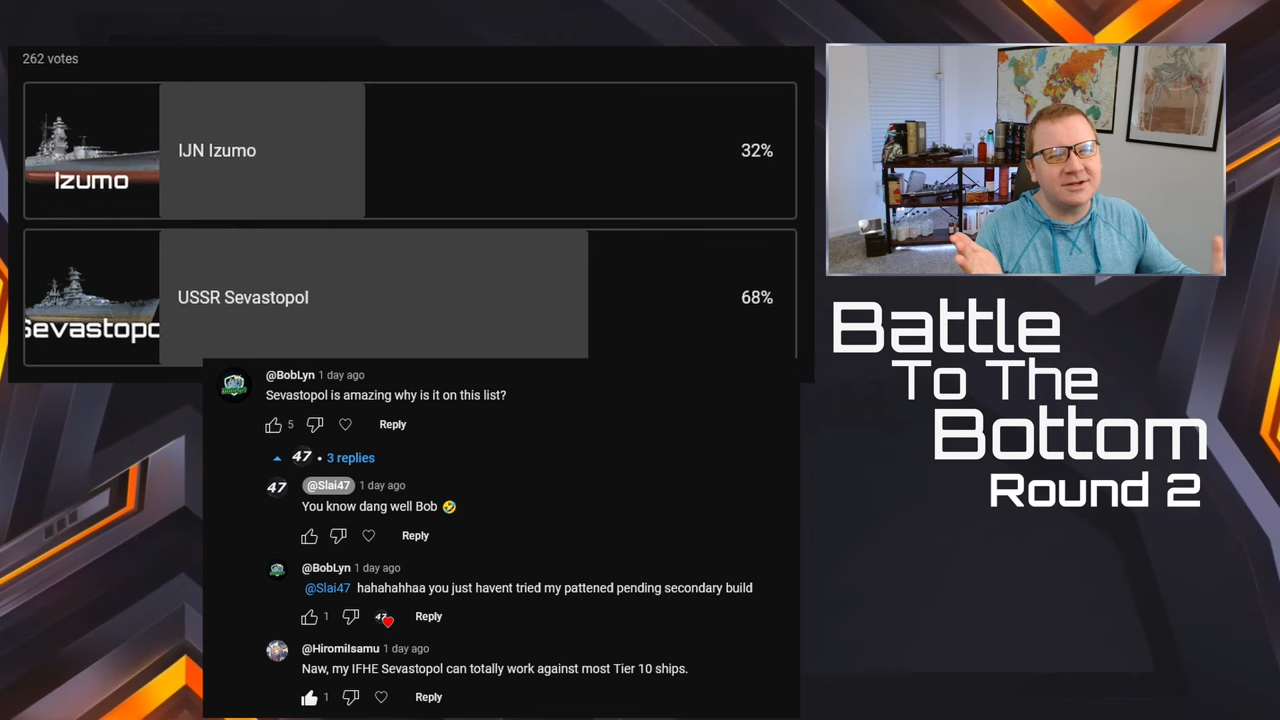 262 votes
Izumo
IJN Izumo
32%
Sevastopo
USSR Sevastopol
68%
@BobLyn 1 day ago
Sevastopol is amazing why is it on this list?
5
Reply
47 • 3 replies
47
@Slai47 1 day ago
You know dang well Bob 🤣
Reply
@BobLyn 1 day ago
@Slai47 hahahahhaa you just havent tried my pattened pending secondary build
1
47
Reply
@HiromiIsamu 1 day ago
Naw, my IFHE Sevastopol can totally work against most Tier 10 ships.
1
Reply
Battle
To The
Bottom
Round 2